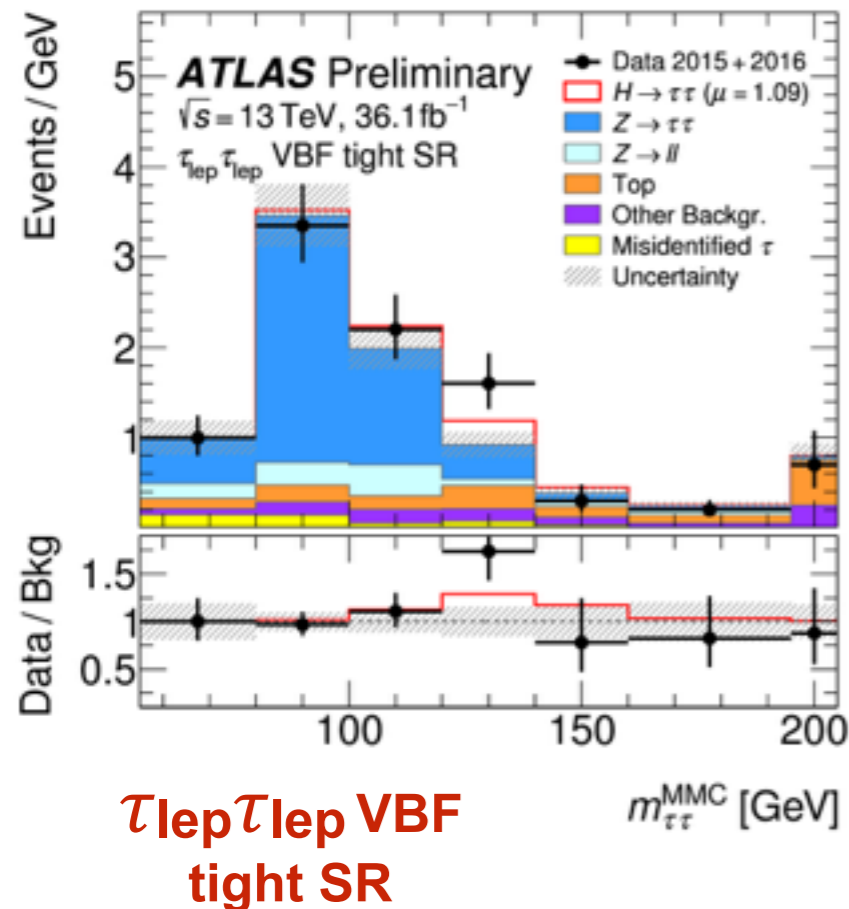 Events / GeV
5
4
3
2
1
ATLAS Preliminary
√s = 13 TeV, 36.1 fb⁻¹
τlepτlep VBF tight SR
Data 2015 + 2016
H → ττ (μ = 1.09)
Z → ττ
Z → ll
Top
Other Backgr.
Misidentified τ
Uncertainty
Data / Bkg
1.5
1
0.5
100
150
200
mττ^MMC [GeV]
τlepτlep VBF
tight SR